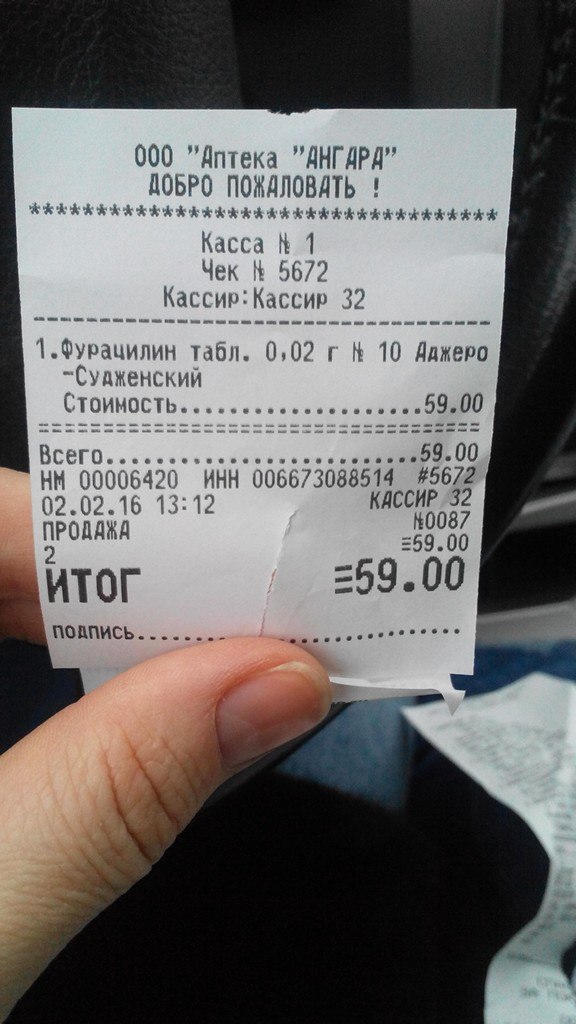 ООО "Аптека "АНГАРА"
ДОБРО ПОЖАЛОВАТЬ !
***********************************
Касса № 1
Чек № 5672
Кассир:Кассир 32
1.Фурацилин табл. 0,02 г № 10 Аджеро
-Судженский
Стоимость......................59.00
Всего............................59.00
НМ 00006420 ИНН 006673088514 #5672
02.02.16 13:12 КАССИР 32
ПРОДАЖА №0087
2 ≡59.00
ИТОГ ≡59.00
подпись..............................